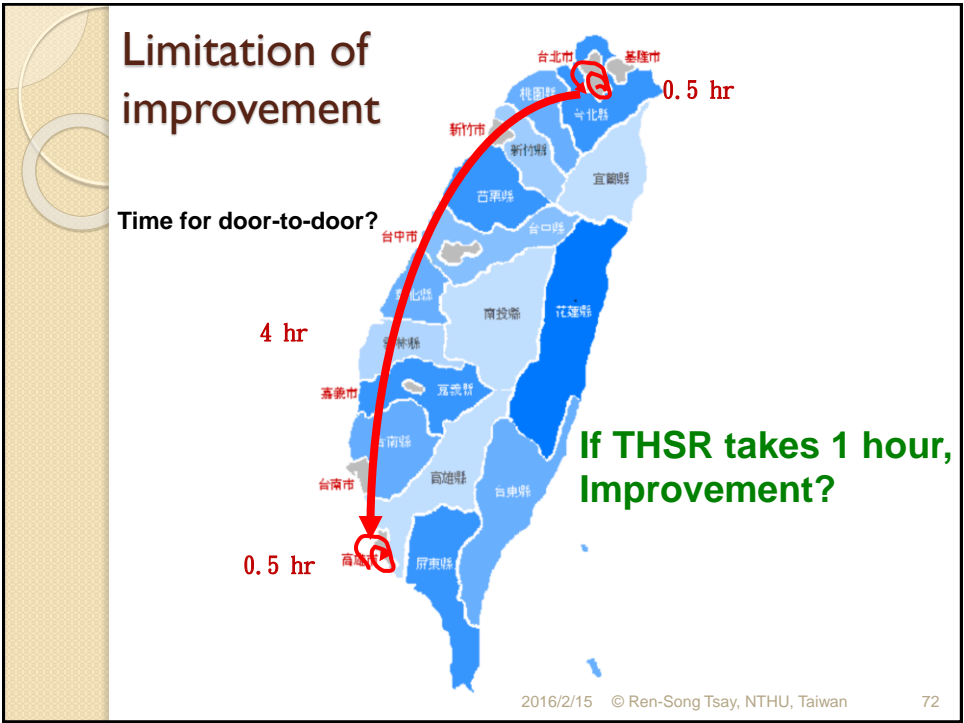 Limitation of
improvement
台北市
基隆市
0.5 hr
桃園縣
台北縣
新竹市
新竹縣
宜蘭縣
苗栗縣
Time for door-to-door?
台中市
南投縣
花蓮縣
4 hr
嘉義市
嘉義縣
台南縣
If THSR takes 1 hour,
Improvement?
高雄縣
台東縣
台南市
0.5 hr
屏東縣
2016/2/15 © Ren-Song Tsay, NTHU, Taiwan 72